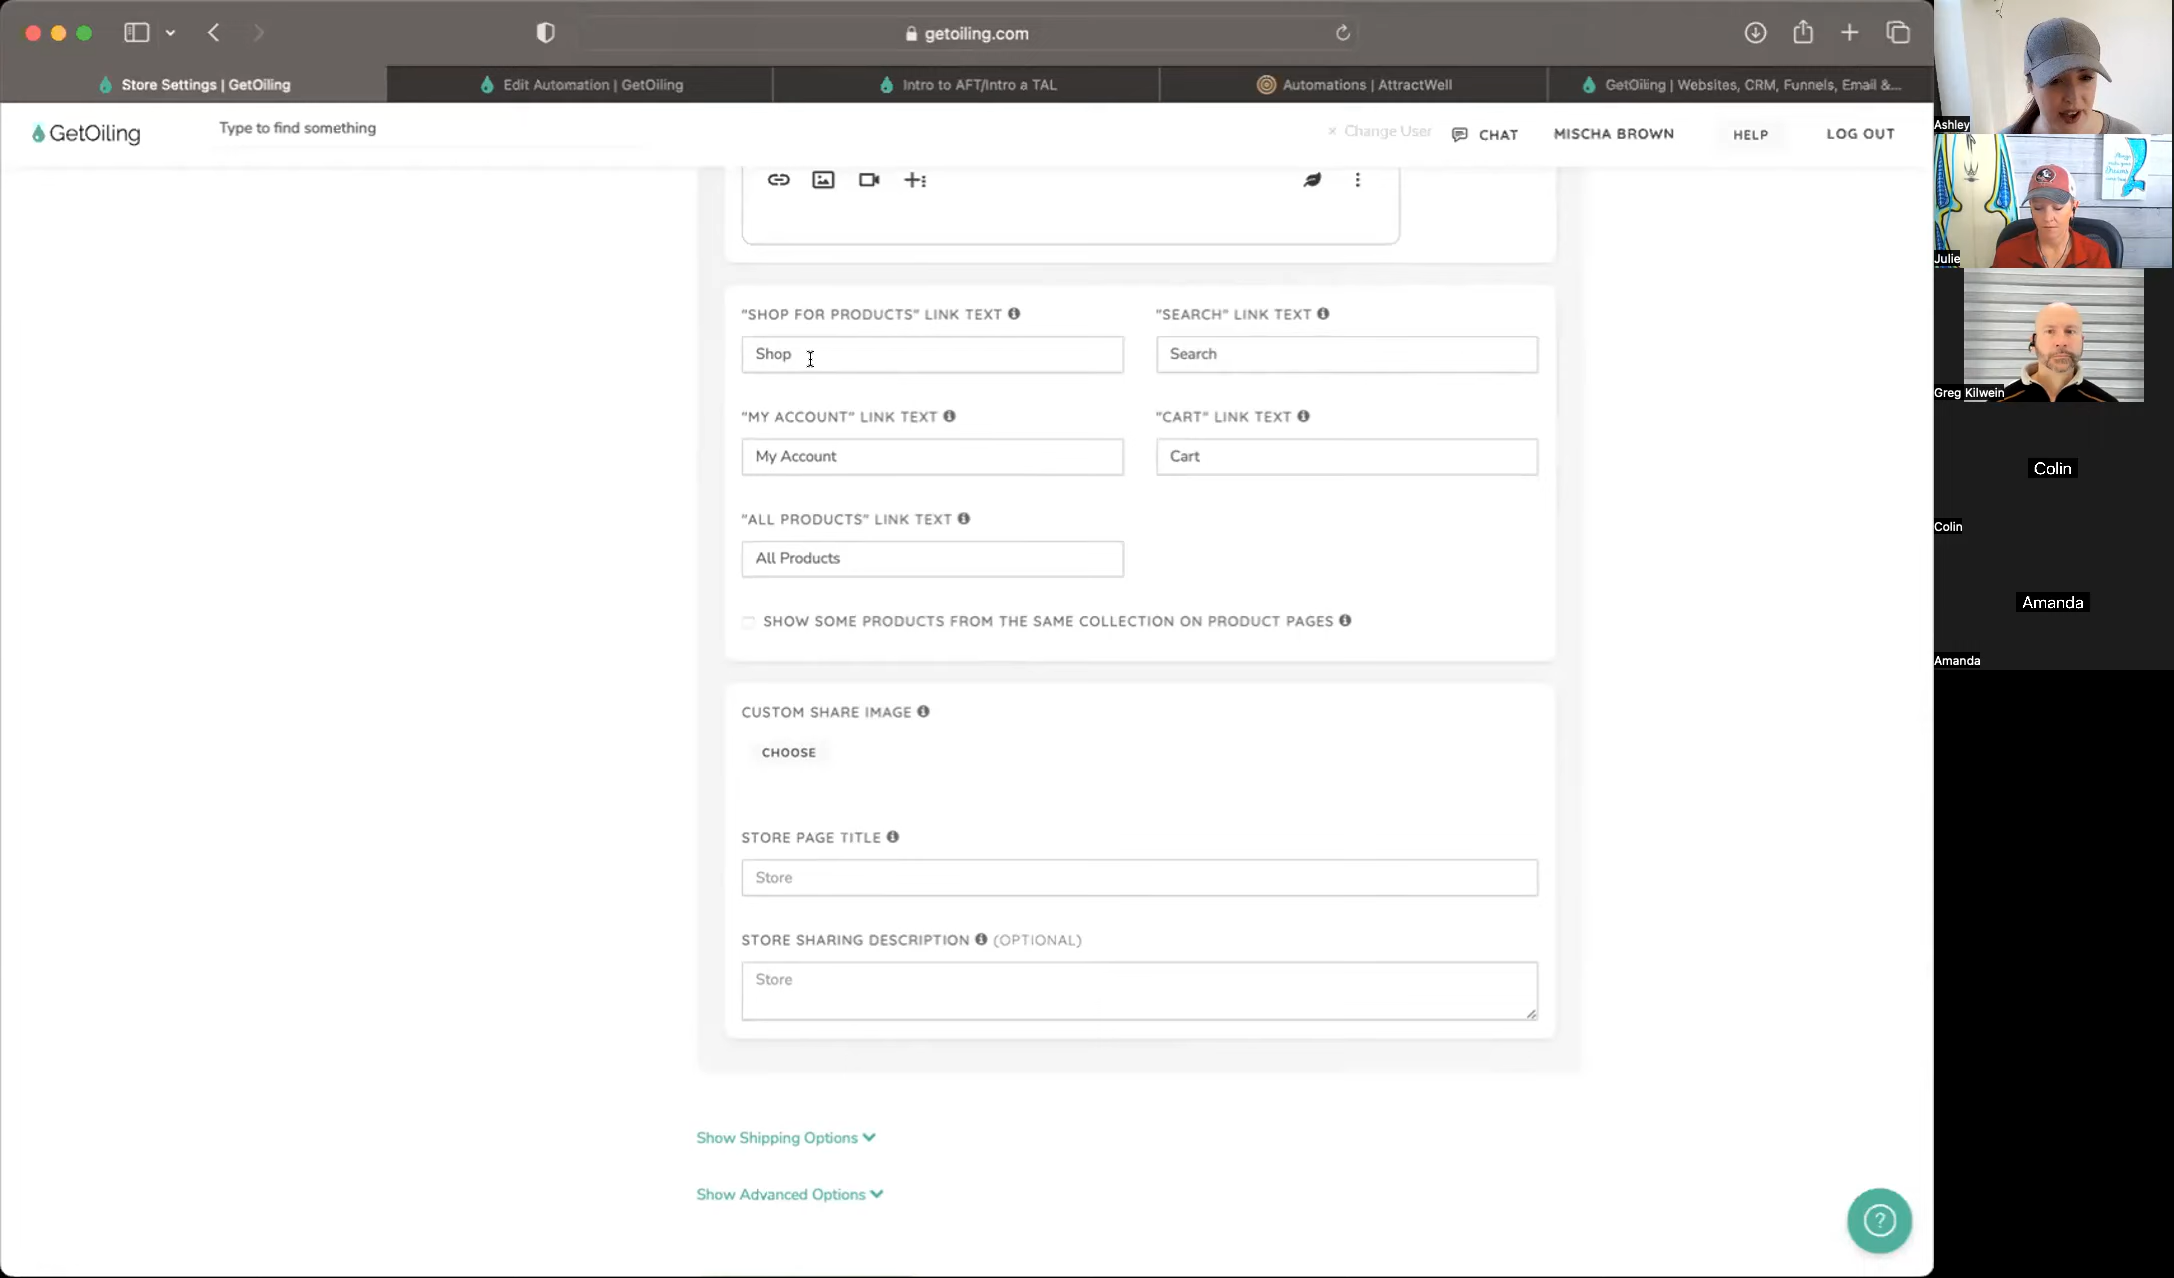 getoiling.com
Store Settings | GetOiling
Edit Automation | GetOiling
Intro to AFT/Intro a TAL
Automations | AttractWell
GetOiling | Websites, CRM, Funnels, Email &...
GetOiling
Type to find something
× Change User
CHAT
MISCHA BROWN
HELP
LOG OUT
"SHOP FOR PRODUCTS" LINK TEXT
"SEARCH" LINK TEXT
Shop
Search
"MY ACCOUNT" LINK TEXT
"CART" LINK TEXT
My Account
Cart
"ALL PRODUCTS" LINK TEXT
All Products
SHOW SOME PRODUCTS FROM THE SAME COLLECTION ON PRODUCT PAGES
CUSTOM SHARE IMAGE
CHOOSE
STORE PAGE TITLE
Store
STORE SHARING DESCRIPTION (OPTIONAL)
Store
Show Shipping Options
Show Advanced Options
?
Ashley
Julie
Greg Kilwein
Colin
Colin
Amanda
Amanda